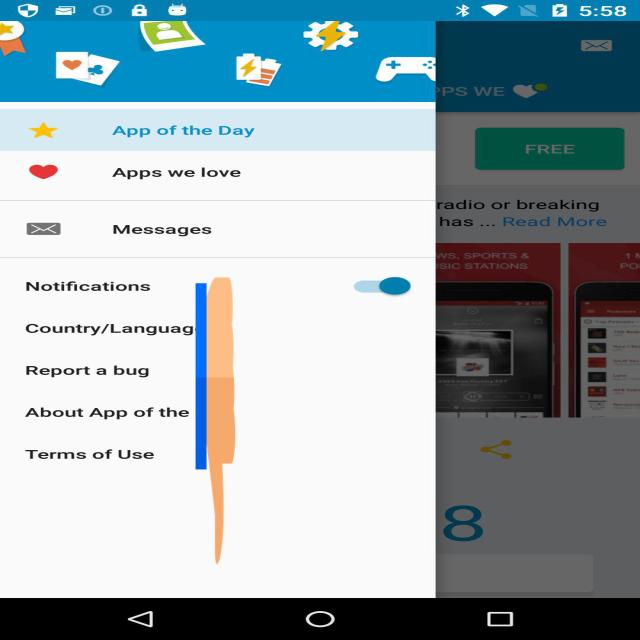 5:58
PPS WE
FREE
App of the Day
Apps we love
radio or breaking
has ... Read More
Messages
WS, SPORTS &
SIC STATIONS
1 M
PO
Notifications
Country/Languag
Report a bug
About App of the
Terms of Use
8